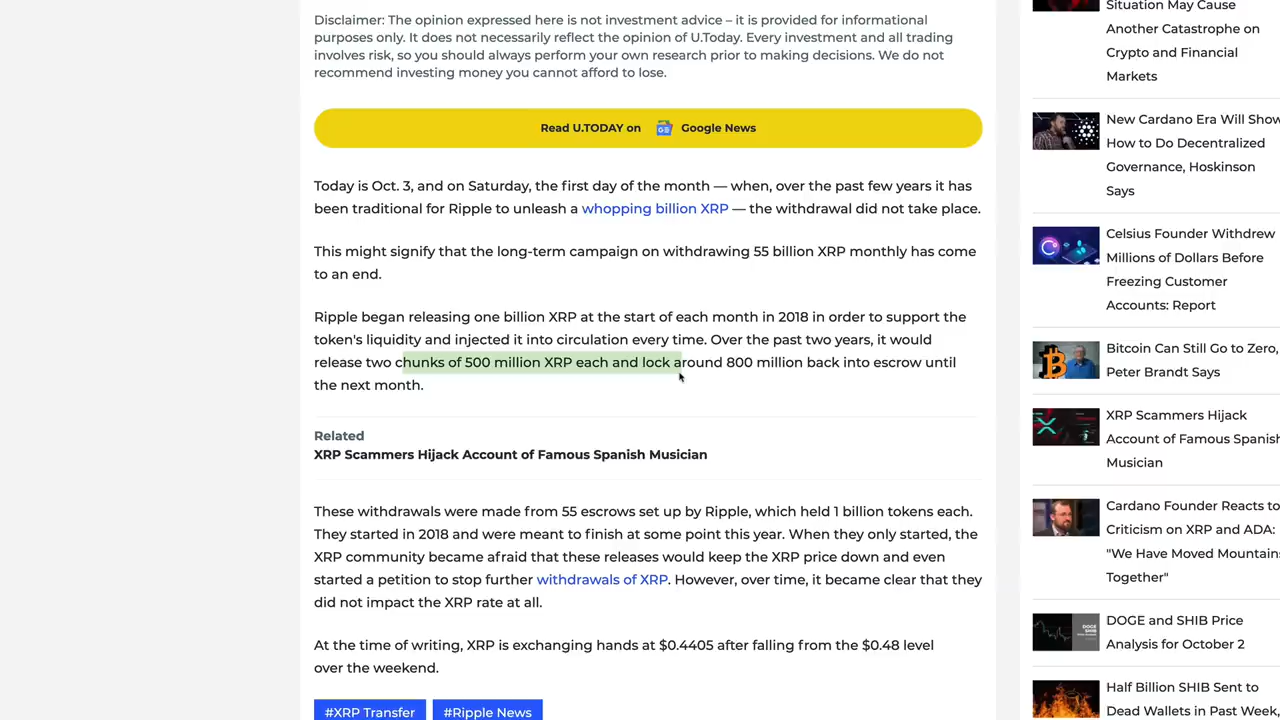 Disclaimer: The opinion expressed here is not investment advice – it is provided for informational
purposes only. It does not necessarily reflect the opinion of U.Today. Every investment and all trading
involves risk, so you should always perform your own research prior to making decisions. We do not
recommend investing money you cannot afford to lose.
Read U.TODAY on Google News
Today is Oct. 3, and on Saturday, the first day of the month — when, over the past few years it has
been traditional for Ripple to unleash a whopping billion XRP — the withdrawal did not take place.
This might signify that the long-term campaign on withdrawing 55 billion XRP monthly has come
to an end.
Ripple began releasing one billion XRP at the start of each month in 2018 in order to support the
token's liquidity and injected it into circulation every time. Over the past two years, it would
release two chunks of 500 million XRP each and lock around 800 million back into escrow until
the next month.
Related
XRP Scammers Hijack Account of Famous Spanish Musician
These withdrawals were made from 55 escrows set up by Ripple, which held 1 billion tokens each.
They started in 2018 and were meant to finish at some point this year. When they only started, the
XRP community became afraid that these releases would keep the XRP price down and even
started a petition to stop further withdrawals of XRP. However, over time, it became clear that they
did not impact the XRP rate at all.
At the time of writing, XRP is exchanging hands at $0.4405 after falling from the $0.48 level
over the weekend.
#XRP Transfer #Ripple News
Situation May Cause
Another Catastrophe on
Crypto and Financial
Markets
New Cardano Era Will Show
How to Do Decentralized
Governance, Hoskinson
Says
Celsius Founder Withdrew
Millions of Dollars Before
Freezing Customer
Accounts: Report
Bitcoin Can Still Go to Zero,
Peter Brandt Says
XRP Scammers Hijack
Account of Famous Spanish
Musician
Cardano Founder Reacts to
Criticism on XRP and ADA:
"We Have Moved Mountains
Together"
DOGE and SHIB Price
Analysis for October 2
Half Billion SHIB Sent to
Dead Wallets in Past Week,